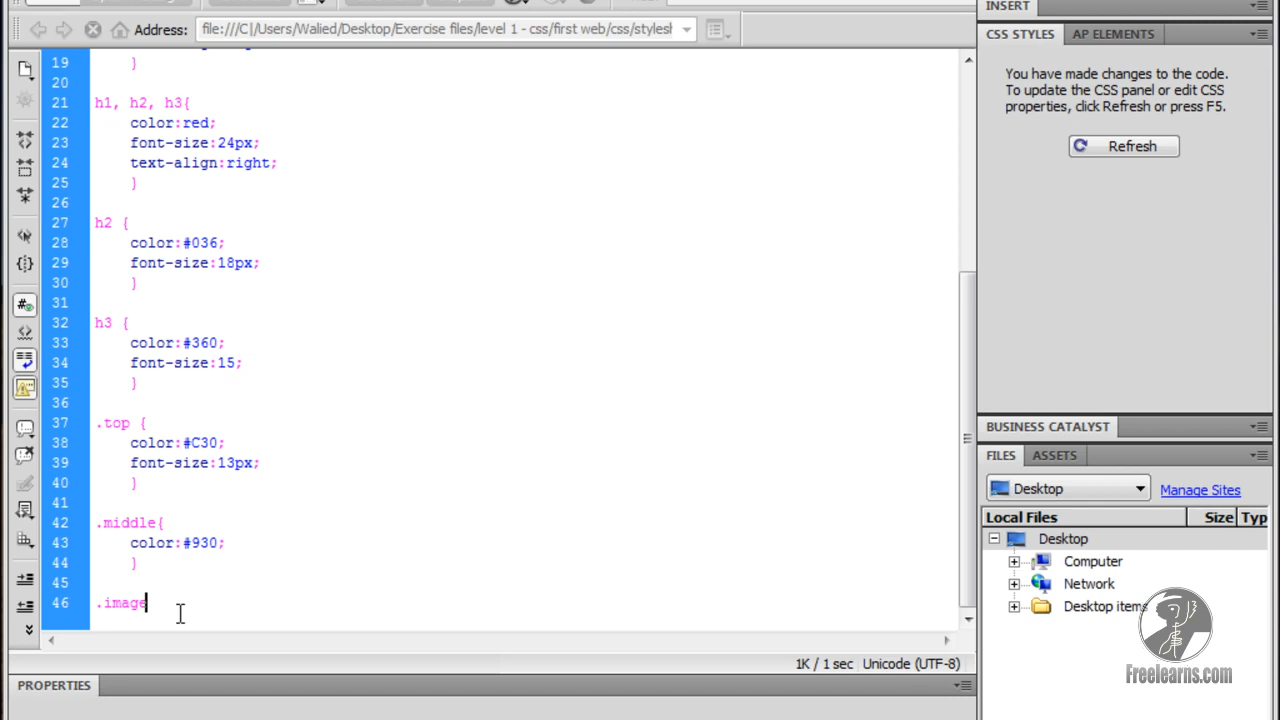 Address: file:///C|/Users/Walied/Desktop/Exercise files/level 1 - css/first web/css/stylesh
19 }
20
21 h1, h2, h3{
22 color:red;
23 font-size:24px;
24 text-align:right;
25 }
26
27 h2 {
28 color:#036;
29 font-size:18px;
30 }
31
32 h3 {
33 color:#360;
34 font-size:15;
35 }
36
37 .top {
38 color:#C30;
39 font-size:13px;
40 }
41
42 .middle{
43 color:#930;
44 }
45
46 .image
1K / 1 sec Unicode (UTF-8)
PROPERTIES
INSERT
CSS STYLES AP ELEMENTS
You have made changes to the code.
To update the CSS panel or edit CSS
properties, click Refresh or press F5.
Refresh
BUSINESS CATALYST
FILES ASSETS
Desktop Manage Sites
Local Files Size Typ
Desktop
Computer
Network
Desktop items
Freelearns.com